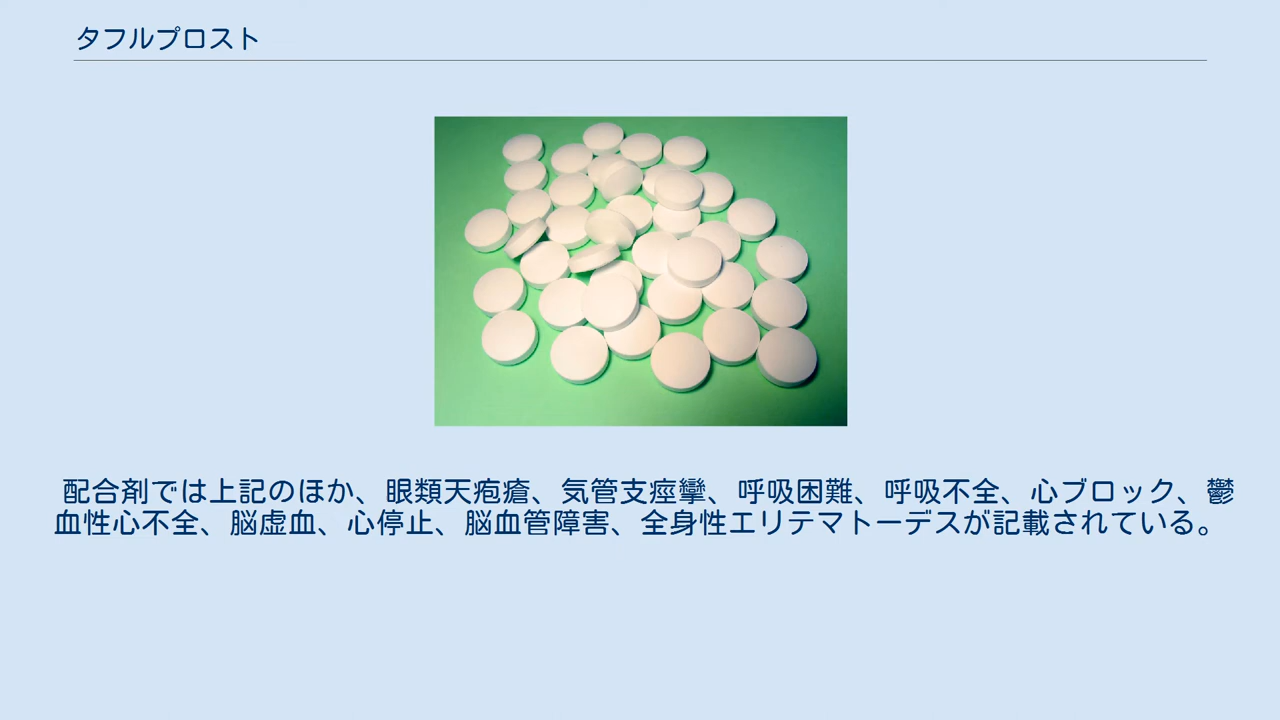 タフルプロスト
配合剤では上記のほか、眼類天疱瘡、気管支痙攣、呼吸困難、呼吸不全、心ブロック、鬱
血性心不全、脳虚血、心停止、脳血管障害、全身性エリテマトーデスが記載されている。